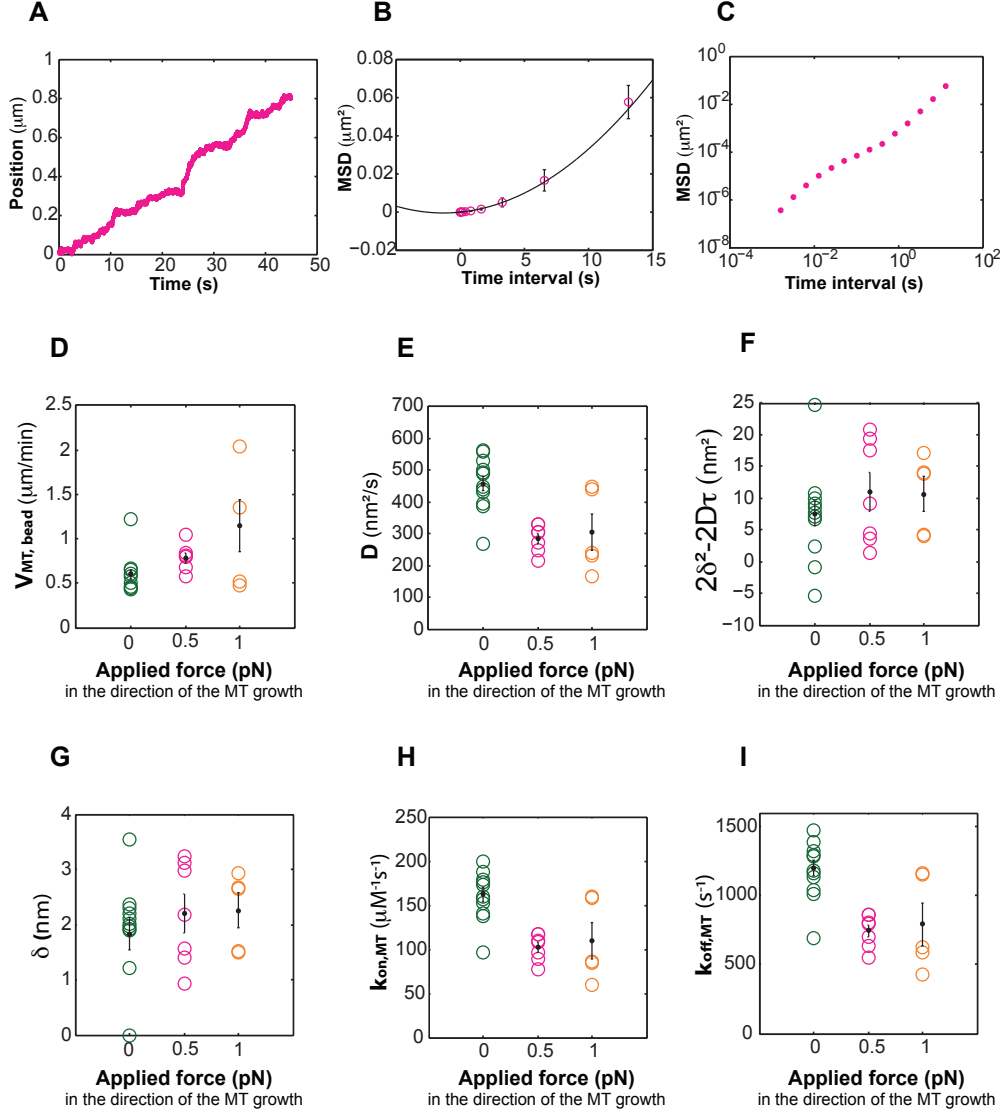 A
B
C
Position (μm)
1
0.8
0.6
0.4
0.2
0
0 10 20 30 40 50
Time (s)
MSD (μm²)
0.08
0.06
0.04
0.02
0
−0.02
0 5 10 15
Time interval (s)
MSD (μm²)
10⁰
10⁻²
10⁻⁴
10⁻⁶
10⁻⁸
10⁻⁴ 10⁻² 10⁰ 10²
Time interval (s)
D
E
F
VMT, bead (μm/min)
2.5
2
1.5
1
0.5
0
0 0.5 1
Applied force (pN)
in the direction of the MT growth
D (nm²/s)
700
600
500
400
300
200
100
0
0 0.5 1
Applied force (pN)
in the direction of the MT growth
2δ²-2Dτ (nm²)
25
20
15
10
5
0
−5
−10
0 0.5 1
Applied force (pN)
in the direction of the MT growth
G
H
I
δ (nm)
4
3
2
1
0
0 0.5 1
Applied force (pN)
in the direction of the MT growth
kon,MT (μM⁻¹s⁻¹)
250
200
150
100
50
0
0 0.5 1
Applied force (pN)
in the direction of the MT growth
koff,MT (s⁻¹)
1500
1000
500
0
0 0.5 1
Applied force (pN)
in the direction of the MT growth